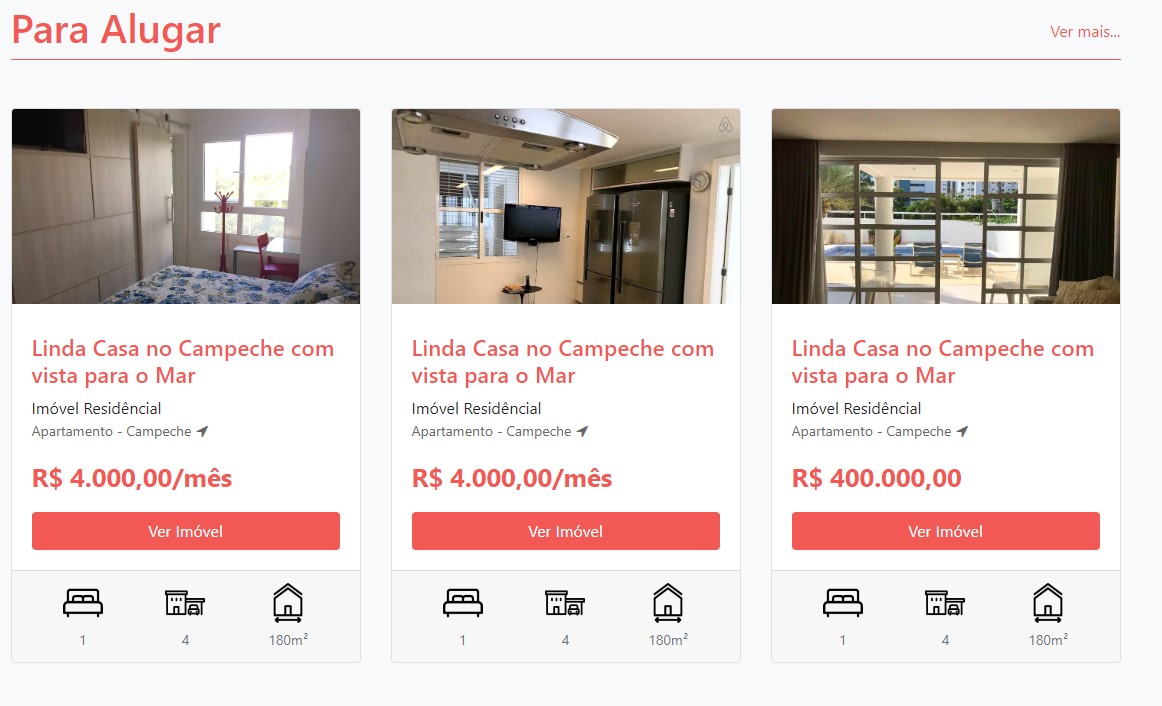 Para Alugar
Ver mais...
Linda Casa no Campeche com
vista para o Mar
Imóvel Residêncial
Apartamento - Campeche
R$ 4.000,00/mês
Ver Imóvel
1
4
180m²
Linda Casa no Campeche com
vista para o Mar
Imóvel Residêncial
Apartamento - Campeche
R$ 4.000,00/mês
Ver Imóvel
1
4
180m²
Linda Casa no Campeche com
vista para o Mar
Imóvel Residêncial
Apartamento - Campeche
R$ 400.000,00
Ver Imóvel
1
4
180m²